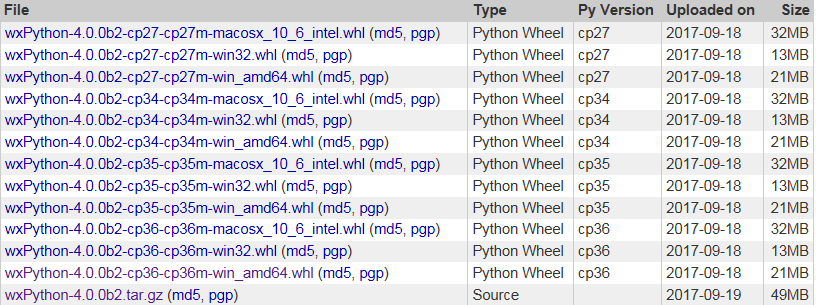 File Type Py Version Uploaded on Size
wxPython-4.0.0b2-cp27-cp27m-macosx_10_6_intel.whl (md5, pgp) Python Wheel cp27 2017-09-18 32MB
wxPython-4.0.0b2-cp27-cp27m-win32.whl (md5, pgp) Python Wheel cp27 2017-09-18 13MB
wxPython-4.0.0b2-cp27-cp27m-win_amd64.whl (md5, pgp) Python Wheel cp27 2017-09-18 21MB
wxPython-4.0.0b2-cp34-cp34m-macosx_10_6_intel.whl (md5, pgp) Python Wheel cp34 2017-09-18 32MB
wxPython-4.0.0b2-cp34-cp34m-win32.whl (md5, pgp) Python Wheel cp34 2017-09-18 13MB
wxPython-4.0.0b2-cp34-cp34m-win_amd64.whl (md5, pgp) Python Wheel cp34 2017-09-18 21MB
wxPython-4.0.0b2-cp35-cp35m-macosx_10_6_intel.whl (md5, pgp) Python Wheel cp35 2017-09-18 32MB
wxPython-4.0.0b2-cp35-cp35m-win32.whl (md5, pgp) Python Wheel cp35 2017-09-18 13MB
wxPython-4.0.0b2-cp35-cp35m-win_amd64.whl (md5, pgp) Python Wheel cp35 2017-09-18 21MB
wxPython-4.0.0b2-cp36-cp36m-macosx_10_6_intel.whl (md5, pgp) Python Wheel cp36 2017-09-18 32MB
wxPython-4.0.0b2-cp36-cp36m-win32.whl (md5, pgp) Python Wheel cp36 2017-09-18 13MB
wxPython-4.0.0b2-cp36-cp36m-win_amd64.whl (md5, pgp) Python Wheel cp36 2017-09-18 21MB
wxPython-4.0.0b2.tar.gz (md5, pgp) Source 2017-09-19 49MB